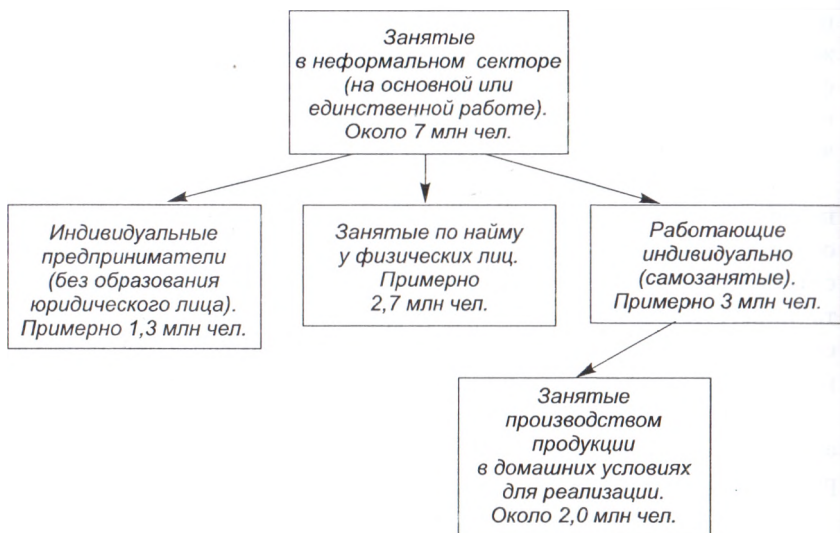 Занятые
в неформальном секторе
(на основной или
единственной работе).
Около 7 млн чел.
Индивидуальные
предприниматели
(без образования
юридического лица).
Примерно 1,3 млн чел.
Занятые по найму
у физических лиц.
Примерно
2,7 млн чел.
Работающие
индивидуально
(самозанятые).
Примерно 3 млн чел.
Занятые
производством
продукции
в домашних условиях
для реализации.
Около 2,0 млн чел.